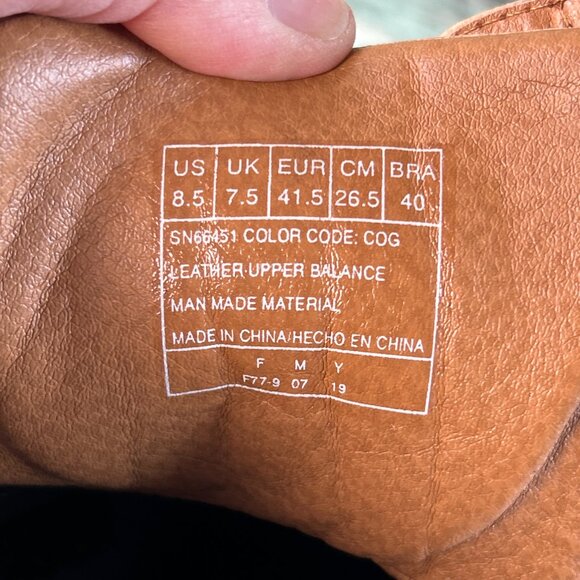 US UK EUR CM BRA
8.5 7.5 41.5 26.5 40
SN66451 COLOR CODE: COG
LEATHER UPPER BALANCE
MAN MADE MATERIAL
MADE IN CHINA/HECHO EN CHINA
F M Y
F77-9 07 19